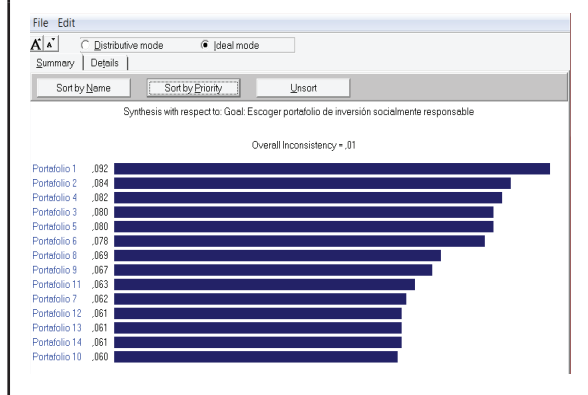 File Edit
A A Distributive mode Ideal mode
Summary Details
Sort by Name Sort by Priority Unsort
Synthesis with respect to: Goal: Escoger portafolio de inversión socialmente responsable
Overall Inconsistency = ,01
Portafolio 1 ,092
Portafolio 2 ,084
Portafolio 4 ,082
Portafolio 3 ,080
Portafolio 5 ,080
Portafolio 6 ,078
Portafolio 8 ,069
Portafolio 9 ,067
Portafolio 11 ,063
Portafolio 7 ,062
Portafolio 12 ,061
Portafolio 13 ,061
Portafolio 14 ,061
Portafolio 10 ,060